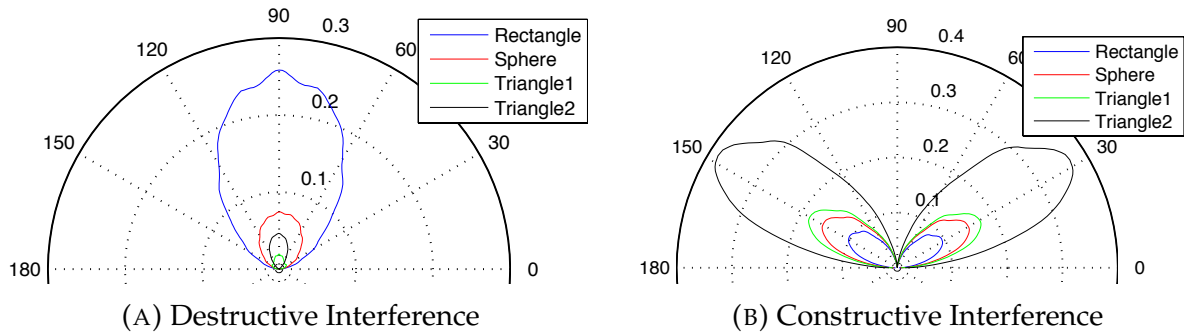 90
0.3
120
60
0.2
150
30
0.1
180
0
Rectangle
Sphere
Triangle1
Triangle2
(A) Destructive Interference
90
0.4
120
60
0.3
150
30
0.2
0.1
180
0
Rectangle
Sphere
Triangle1
Triangle2
(B) Constructive Interference